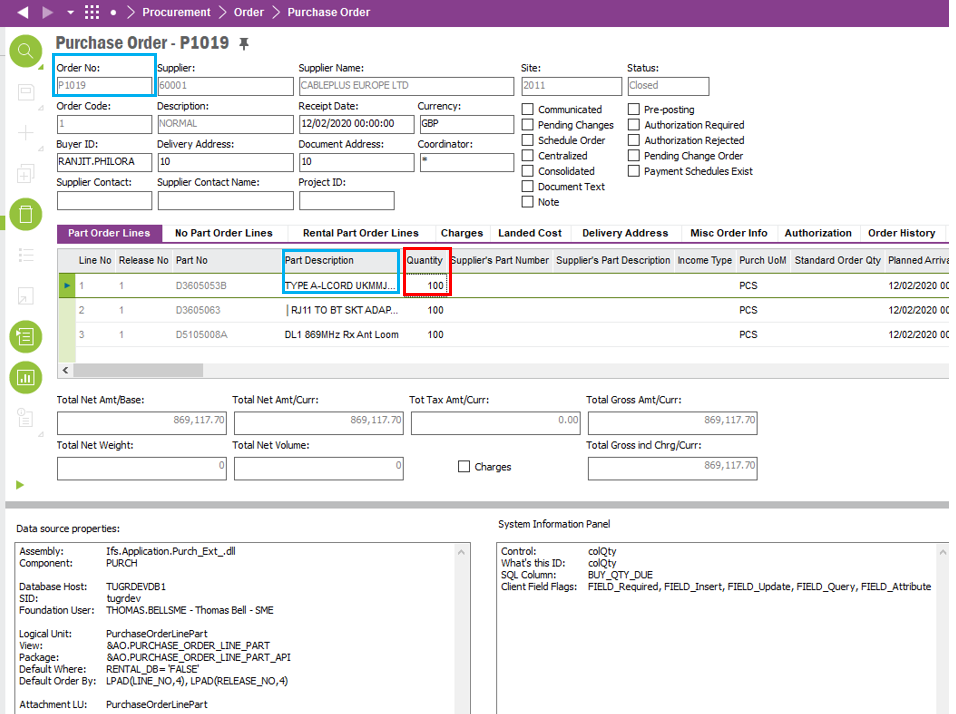 Procurement Order Purchase Order
Purchase Order - P1019
Order No: Supplier: Supplier Name: Site: Status:
P1019 60001 CABLEPLUS EUROPE LTD 2011 Closed
Order Code: Description: Receipt Date: Currency: Communicated Pre-posting
1 NORMAL 12/02/2020 00:00:00 GBP Pending Changes Authorization Required
Buyer ID: Delivery Address: Document Address: Coordinator: Schedule Order Authorization Rejected
RANJIT.PHILORA 10 10 * Centralized Pending Change Order
Consolidated Payment Schedules Exist
Supplier Contact: Supplier Contact Name: Project ID: Document Text
Note
Part Order Lines No Part Order Lines Rental Part Order Lines Charges Landed Cost Delivery Address Misc Order Info Authorization Order History
Line No Release No Part No Part Description Quantity Supplier's Part Number Supplier's Part Description Income Type Purch UoM Standard Order Qty Planned Arriva
1 1 D3605053B TYPE A-LCORD UKMMJ... 100 PCS 12/02/2020 00
2 1 D3605063 | RJ11 TO BT SKT ADAP... 100 PCS 12/02/2020 00
3 1 D5105008A DL1 869MHz Rx Ant Loom 100 PCS 12/02/2020 00
Total Net Amt/Base: Total Net Amt/Curr: Tot Tax Amt/Curr: Total Gross Amt/Curr:
869,117.70 869,117.70 0.00 869,117.70
Total Net Weight: Total Net Volume: Total Gross incl Chrg/Curr:
0 0 Charges 869,117.70
Data source properties:
Assembly: Ifs.Application.Purch_Ext_.dll
Component: PURCH
Database Host: TUGRDEVDB1
SID: tugrdev
Foundation User: THOMAS.BELLSME - Thomas Bell - SME
Logical Unit: PurchaseOrderLinePart
View: &AO.PURCHASE_ORDER_LINE_PART
Package: &AO.PURCHASE_ORDER_LINE_PART_API
Default Where: RENTAL_DB= 'FALSE'
Default Order By: LPAD(LINE_NO,4), LPAD(RELEASE_NO,4)
Attachment LU: PurchaseOrderLinePart
System Information Panel
Control: colQty
What's this ID: colQty
SQL Column: BUY_QTY_DUE
Client Field Flags: FIELD_Required, FIELD_Insert, FIELD_Update, FIELD_Query, FIELD_Attribute